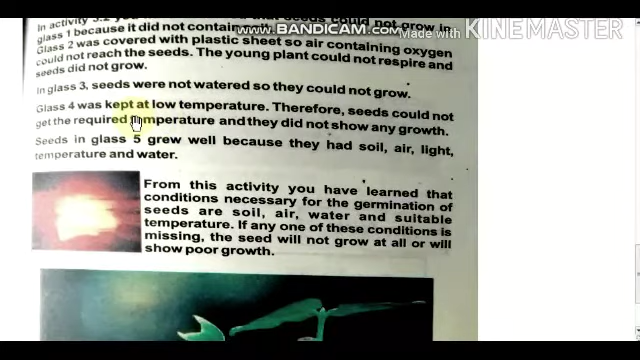 Made with KINEMASTER
www.BANDICAM.com
In activity 3.2 you seeds could not grow in
glass 1 because it did not contain
Glass 2 was covered with plastic sheet so air containing oxygen
could not reach the seeds. The young plant could not respire and
seeds did not grow.
In glass 3, seeds were not watered so they could not grow.
Glass 4 was kept at low temperature. Therefore, seeds could not
get the required temperature and they did not show any growth.
Seeds in glass 5 grew well because they had soil, air, light,
temperature and water.
From this activity you have learned that
conditions necessary for the germination of
seeds are soil, air, water and suitable
temperature. If any one of these conditions is
missing, the seed will not grow at all or will
show poor growth.